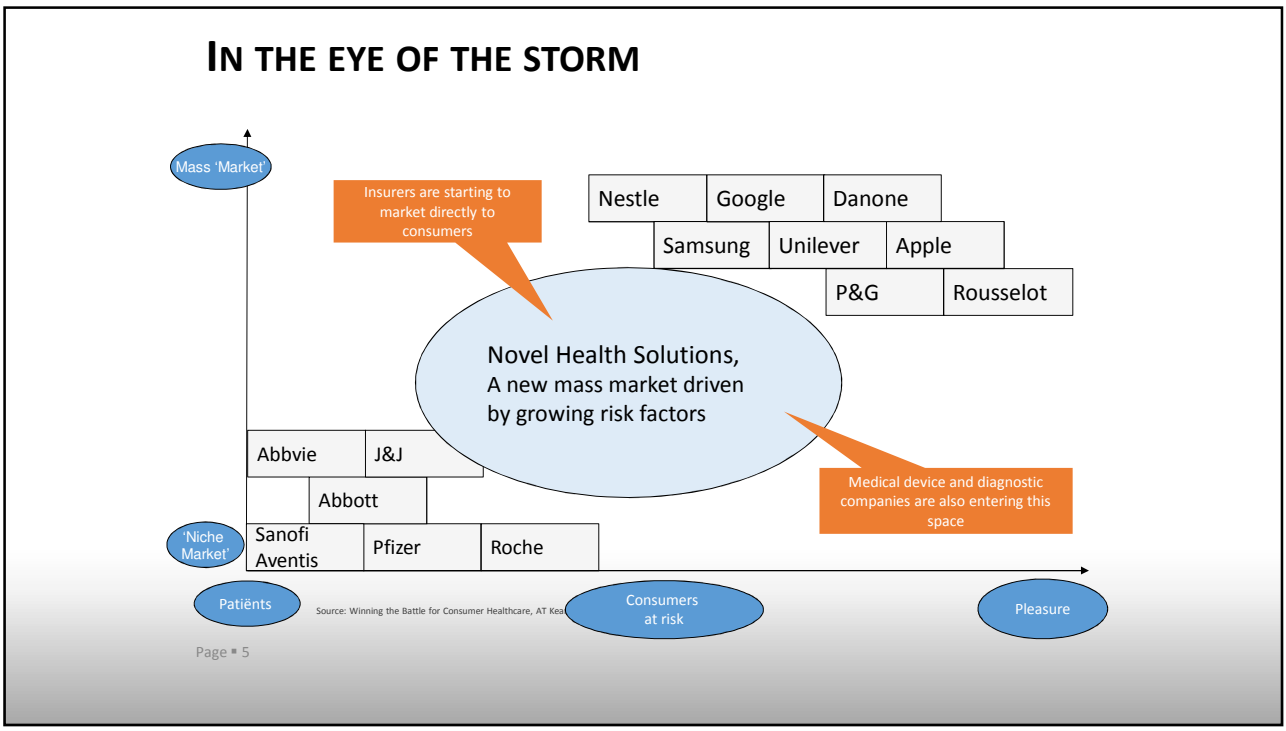 IN THE EYE OF THE STORM
Mass ‘Market’
Insurers are starting to
market directly to
consumers
Nestle
Google
Danone
Samsung
Unilever
Apple
P&G
Rousselot
Novel Health Solutions,
A new mass market driven
by growing risk factors
Abbvie
J&J
Abbott
Medical device and diagnostic
companies are also entering this
space
‘Niche
Market’
Sanofi
Aventis
Pfizer
Roche
Patiënts
Source: Winning the Battle for Consumer Healthcare, AT
Consumers
at risk
Pleasure
Page ▪ 5